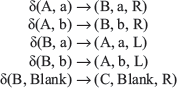 δ(A, a) → (B, a, R)
δ(A, b) → (B, b, R)
δ(B, a) → (A, a, L)
δ(B, b) → (A, b, L)
δ(B, Blank) → (C, Blank, R)